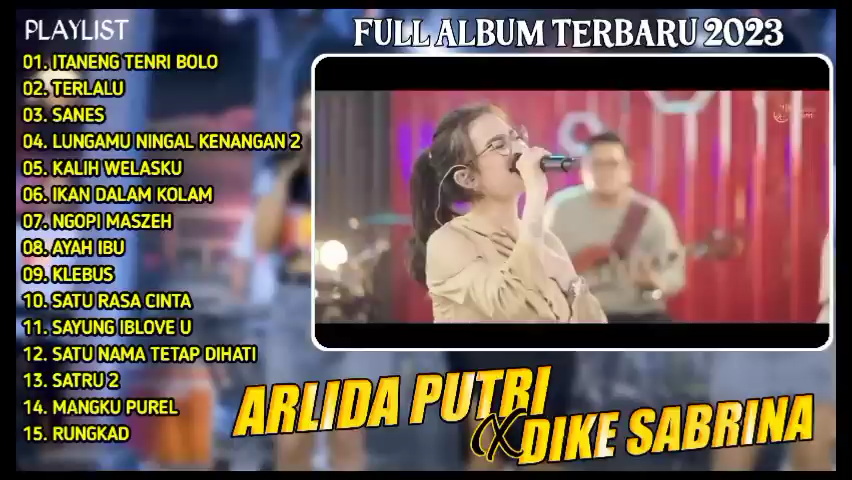 PLAYLIST
FULL ALBUM TERBARU 2023
01. ITANENG TENRI BOLO
02. TERLALU
03. SANES
04. LUNGAMU NINGAL KENANGAN 2
05. KALIH WELASKU
06. IKAN DALAM KOLAM
07. NGOPI MASZEH
08. AYAH IBU
09. KLEBUS
10. SATU RASA CINTA
11. SAYUNG IBLOVE U
12. SATU NAMA TETAP DIHATI
13. SATRU 2
14. MANGKU PUREL
15. RUNGKAD
ARLIDA PUTRI
X DIKE SABRINA